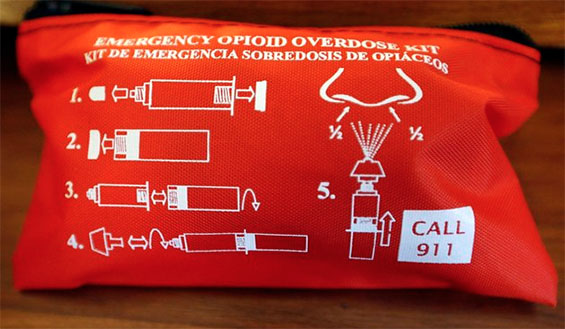 EMERGENCY OPIOID OVERDOSE KIT
KIT DE EMERGENCIA SOBREDOSIS DE OPIÁCEOS
1.
2.
3.
4.
½ ½
5.
CALL
911